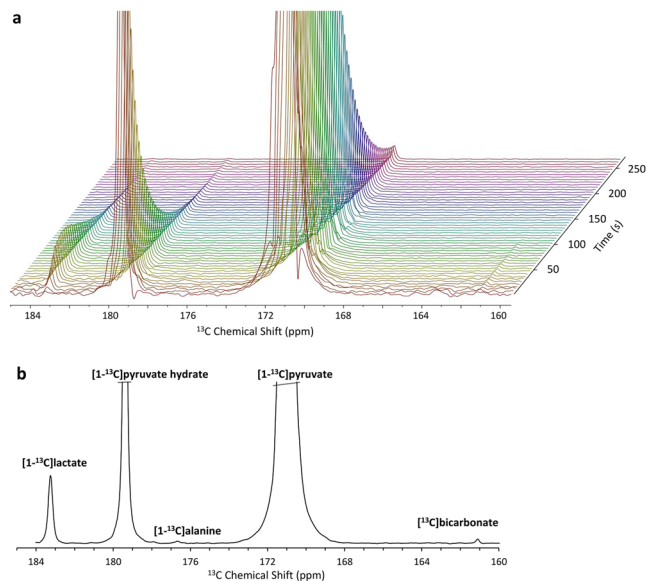 a
250
200
150
100
50
Time (s)
184 180 176 172 168 164 160
¹³C Chemical Shift (ppm)
b
[1-¹³C]pyruvate hydrate [1-¹³C]pyruvate
[1-¹³C]lactate
[1-¹³C]alanine [¹³C]bicarbonate
184 180 176 172 168 164 160
¹³C Chemical Shift (ppm)